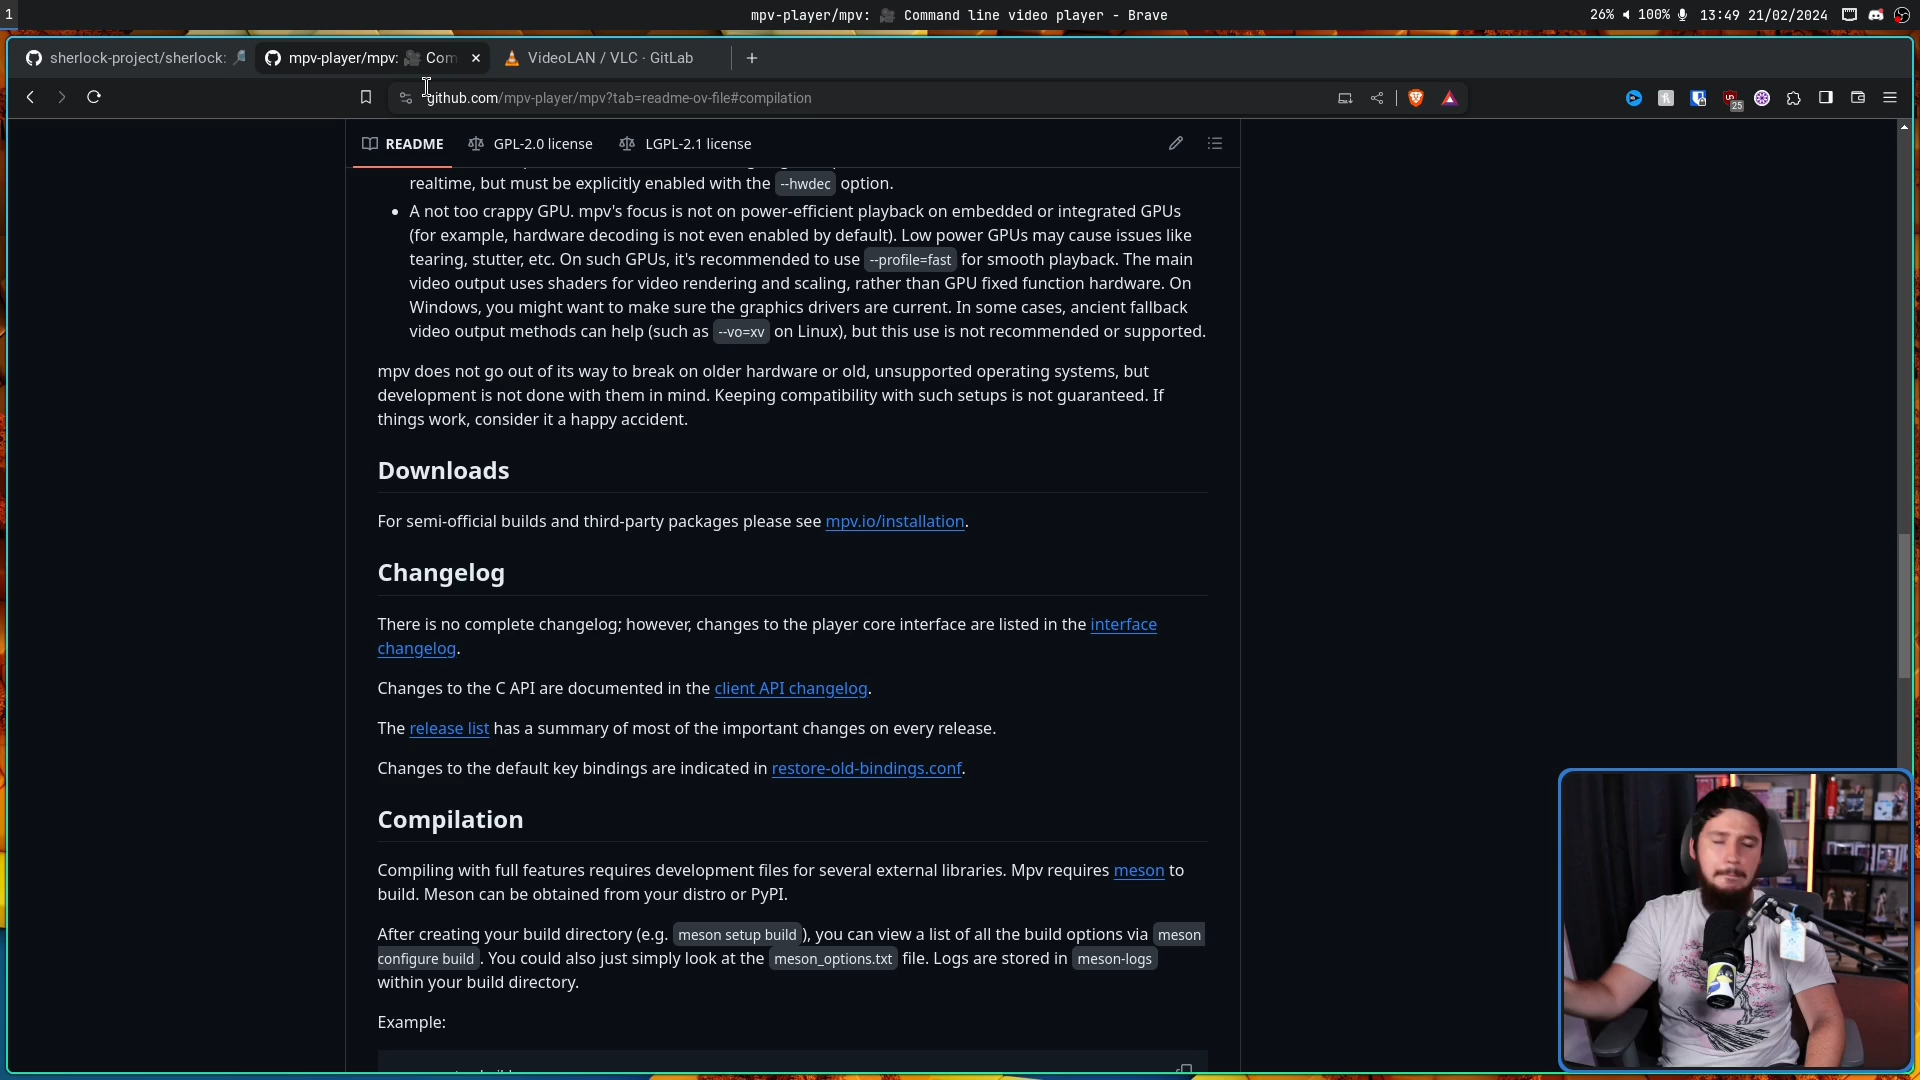 1
mpv-player/mpv: 🎥 Command line video player - Brave
26% 100% 13:49 21/02/2024
sherlock-project/sherlock: 🔎
mpv-player/mpv: 🎥 Com
VideoLAN / VLC · GitLab
github.com/mpv-player/mpv?tab=readme-ov-file#compilation
25
README
GPL-2.0 license
LGPL-2.1 license
realtime, but must be explicitly enabled with the --hwdec option.
• A not too crappy GPU. mpv's focus is not on power-efficient playback on embedded or integrated GPUs
(for example, hardware decoding is not even enabled by default). Low power GPUs may cause issues like
tearing, stutter, etc. On such GPUs, it's recommended to use --profile=fast for smooth playback. The main
video output uses shaders for video rendering and scaling, rather than GPU fixed function hardware. On
Windows, you might want to make sure the graphics drivers are current. In some cases, ancient fallback
video output methods can help (such as --vo=xv on Linux), but this use is not recommended or supported.
mpv does not go out of its way to break on older hardware or old, unsupported operating systems, but
development is not done with them in mind. Keeping compatibility with such setups is not guaranteed. If
things work, consider it a happy accident.
Downloads
For semi-official builds and third-party packages please see mpv.io/installation.
Changelog
There is no complete changelog; however, changes to the player core interface are listed in the interface
changelog.
Changes to the C API are documented in the client API changelog.
The release list has a summary of most of the important changes on every release.
Changes to the default key bindings are indicated in restore-old-bindings.conf.
Compilation
Compiling with full features requires development files for several external libraries. Mpv requires meson to
build. Meson can be obtained from your distro or PyPI.
After creating your build directory (e.g. meson setup build), you can view a list of all the build options via meson
configure build. You could also just simply look at the meson_options.txt file. Logs are stored in meson-logs
within your build directory.
Example: